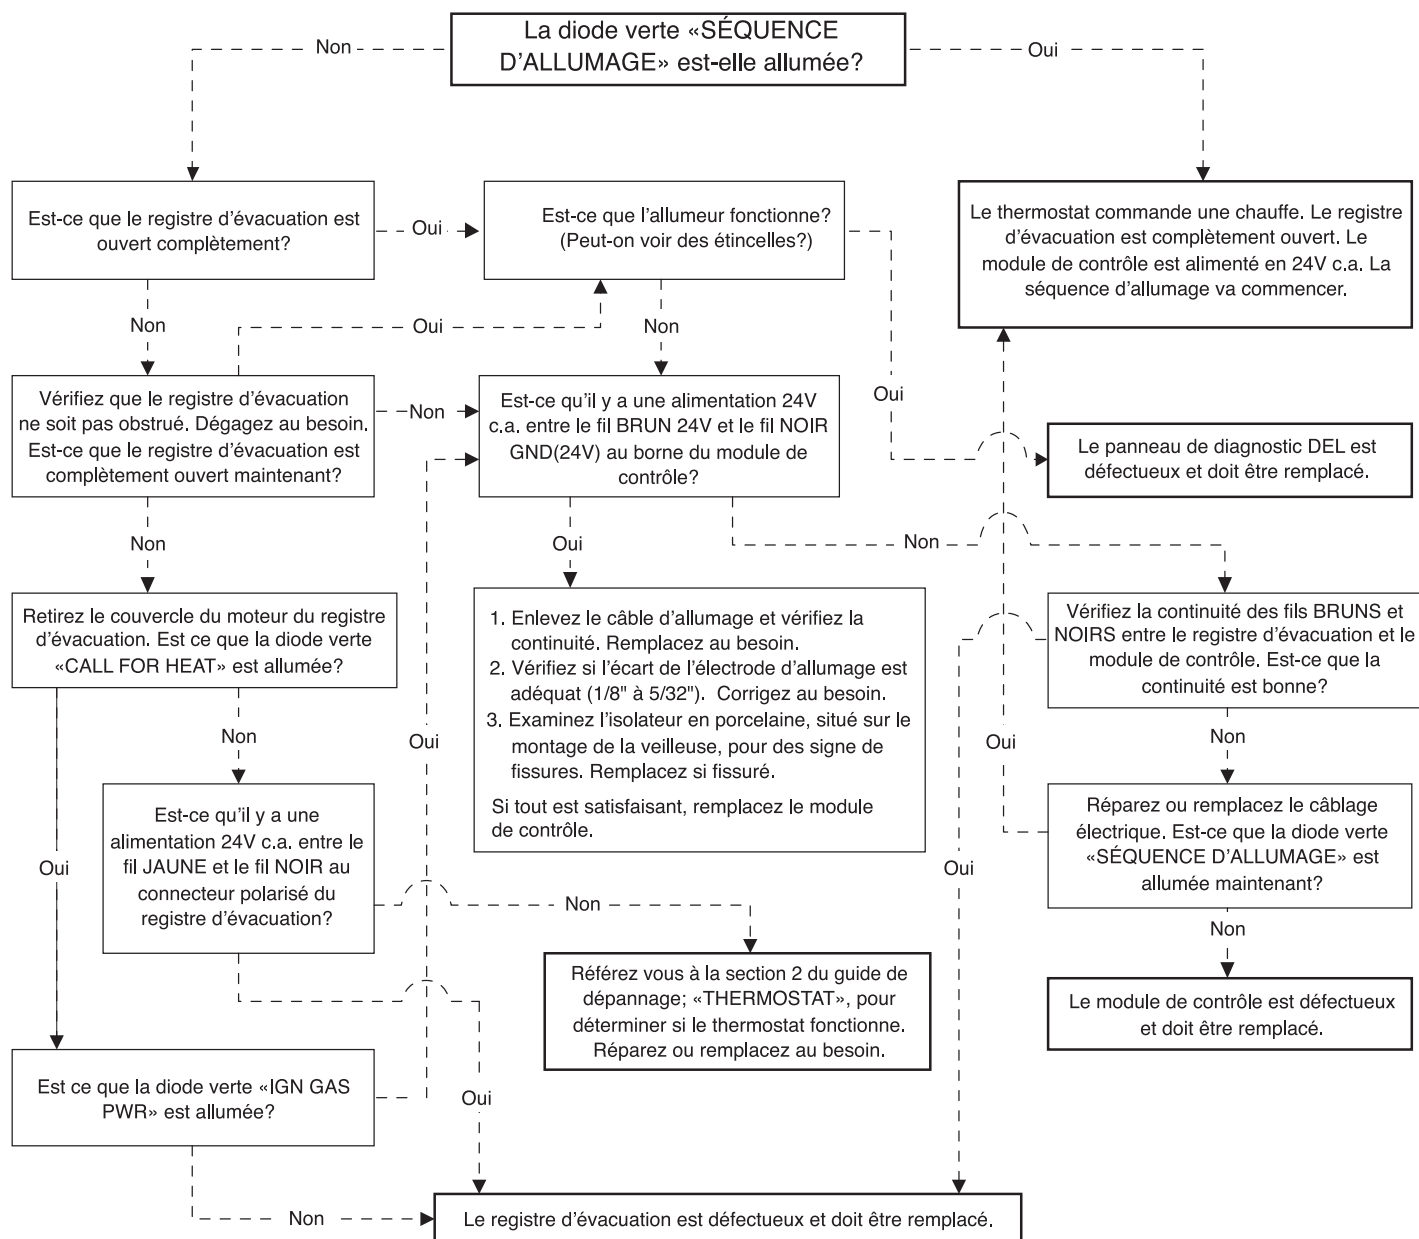 La diode verte «SÉQUENCE
D'ALLUMAGE» est-elle allumée?
Non
Oui
Est-ce que le registre d'évacuation est
ouvert complètement?
Oui
Est-ce que l'allumeur fonctionne?
(Peut-on voir des étincelles?)
Le thermostat commande une chauffe. Le registre
d'évacuation est complètement ouvert. Le
module de contrôle est alimenté en 24V c.a. La
séquence d'allumage va commencer.
Non
Oui
Non
Vérifiez que le registre d'évacuation
ne soit pas obstrué. Dégagez au besoin.
Est-ce que le registre d'évacuation est
complètement ouvert maintenant?
Non
Est-ce qu'il y a une alimentation 24V
c.a. entre le fil BRUN 24V et le fil NOIR
GND(24V) au borne du module de
contrôle?
Oui
Le panneau de diagnostic DEL est
défectueux et doit être remplacé.
Non
Oui
Non
Retirez le couvercle du moteur du registre
d'évacuation. Est ce que la diode verte
«CALL FOR HEAT» est allumée?
1. Enlevez le câble d'allumage et vérifiez la
continuité. Remplacez au besoin.
2. Vérifiez si l'écart de l'électrode d'allumage est
adéquat (1/8" à 5/32"). Corrigez au besoin.
3. Examinez l'isolateur en porcelaine, situé sur le
montage de la veilleuse, pour des signe de
fissures. Remplacez si fissuré.
Si tout est satisfaisant, remplacez le module
de contrôle.
Vérifiez la continuité des fils BRUNS et
NOIRS entre le registre d'évacuation et le
module de contrôle. Est-ce que la
continuité est bonne?
Non
Oui
Oui
Non
Est-ce qu'il y a une
alimentation 24V c.a. entre le
fil JAUNE et le fil NOIR au
connecteur polarisé du
registre d'évacuation?
Réparez ou remplacez le câblage
électrique. Est-ce que la diode verte
«SÉQUENCE D'ALLUMAGE» est
allumée maintenant?
Oui
Oui
Non
Non
Référez vous à la section 2 du guide de
dépannage; «THERMOSTAT», pour
déterminer si le thermostat fonctionne.
Réparez ou remplacez au besoin.
Le module de contrôle est défectueux
et doit être remplacé.
Est ce que la diode verte «IGN GAS
PWR» est allumée?
Oui
Non
Le registre d'évacuation est défectueux et doit être remplacé.